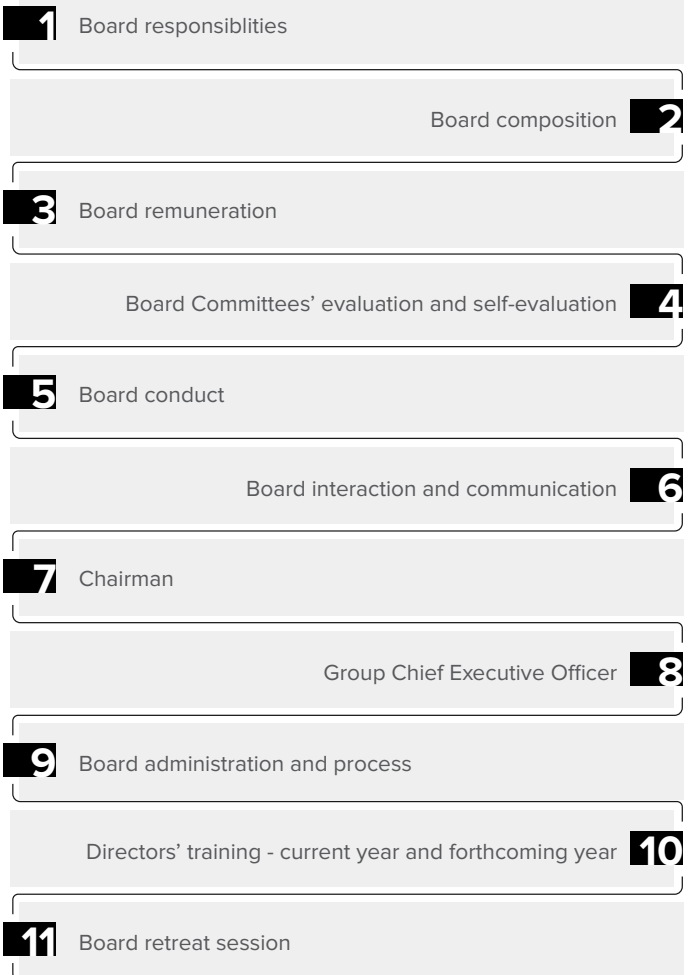 1 Board responsiblities
Board composition 2
3 Board remuneration
Board Committees’ evaluation and self-evaluation 4
5 Board conduct
Board interaction and communication 6
7 Chairman
Group Chief Executive Officer 8
9 Board administration and process
Directors’ training - current year and forthcoming year 10
11 Board retreat session